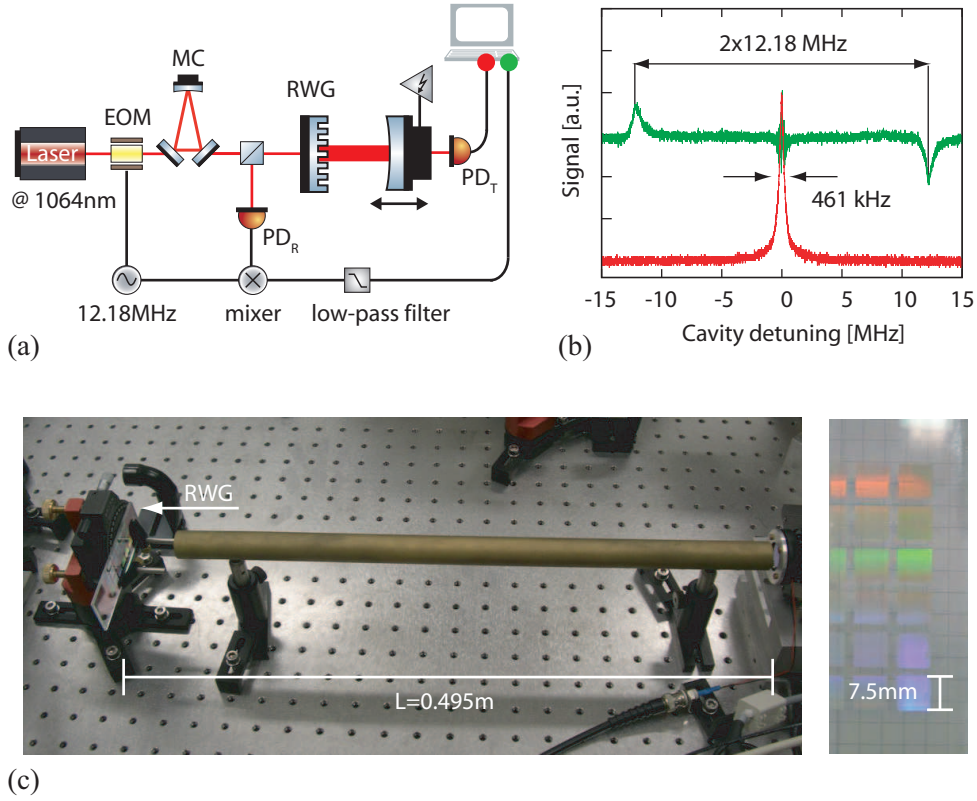 MC
EOM
RWG
Laser
@ 1064nm
PD_T
PD_R
12.18MHz
mixer
low-pass filter
(a)
2x12.18 MHz
461 kHz
Signal [a.u.]
-15
-10
-5
0
5
10
15
Cavity detuning [MHz]
(b)
RWG
L=0.495m
7.5mm
(c)